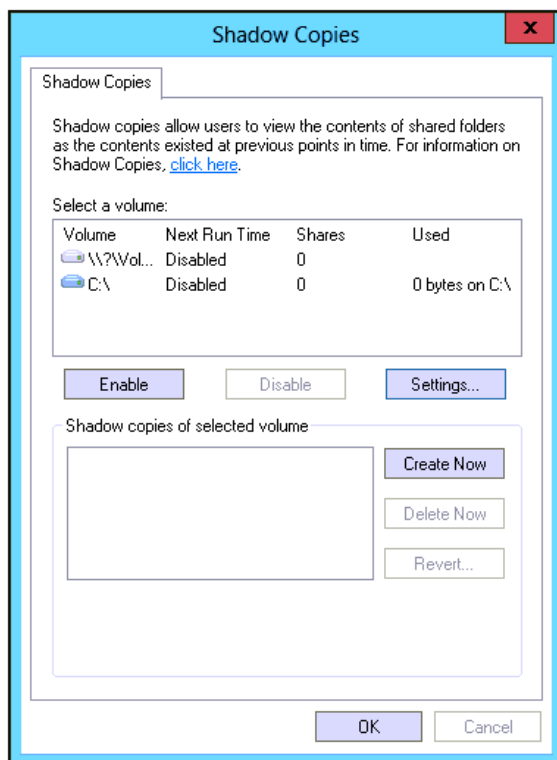 Shadow Copies
x
Shadow Copies
Shadow copies allow users to view the contents of shared folders
as the contents existed at previous points in time. For information on
Shadow Copies, click here.
Select a volume:
Volume Next Run Time Shares Used
\\?\Vol... Disabled 0
C:\ Disabled 0 0 bytes on C:\
Enable Disable Settings...
Shadow copies of selected volume
Create Now
Delete Now
Revert...
OK Cancel